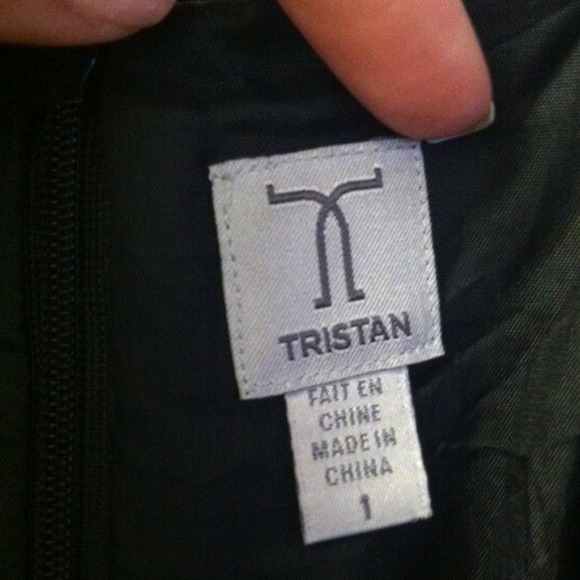 TRISTAN
FAIT EN
CHINE
MADE IN
CHINA
1